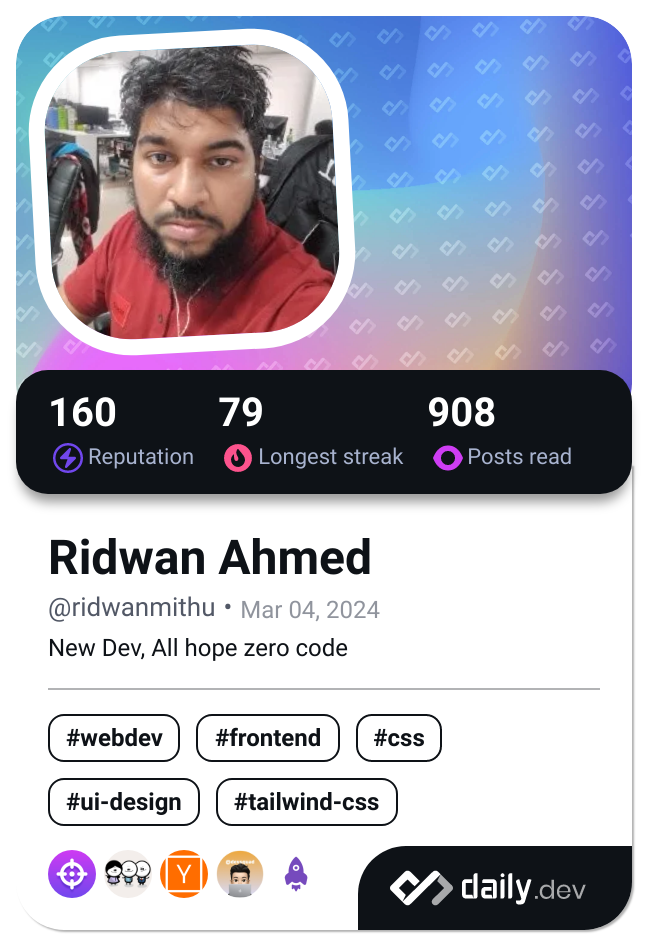 160 79 908
Reputation Longest streak Posts read
Ridwan Ahmed
@ridwanmithu • Mar 04, 2024
New Dev, All hope zero code
#webdev #frontend #css
#ui-design #tailwind-css
Y
daily.dev